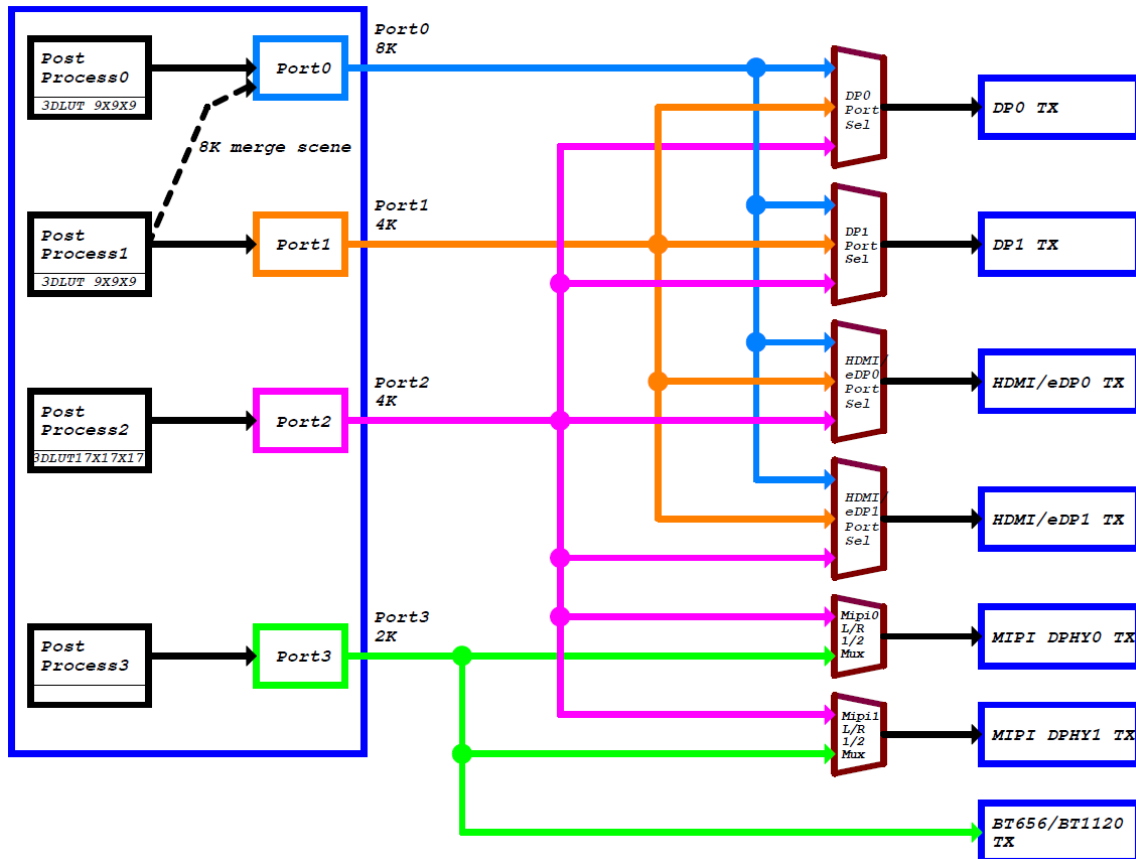 Post
Process0
3DLUT 9X9X9
Port0
Port0
8K
8K merge scene
DP0
Port
Sel
DP0 TX
Post
Process1
3DLUT 9X9X9
Port1
Port1
4K
DP1
Port
Sel
DP1 TX
HDMI/
eDP0
Port
Sel
HDMI/eDP0 TX
Post
Process2
3DLUT17X17X17
Port2
Port2
4K
HDMI/
eDP1
Port
Sel
HDMI/eDP1 TX
Post
Process3
Port3
Port3
2K
Mipi0
L/R
1/2
Mux
MIPI DPHY0 TX
Mipi1
L/R
1/2
Mux
MIPI DPHY1 TX
BT656/BT1120
TX